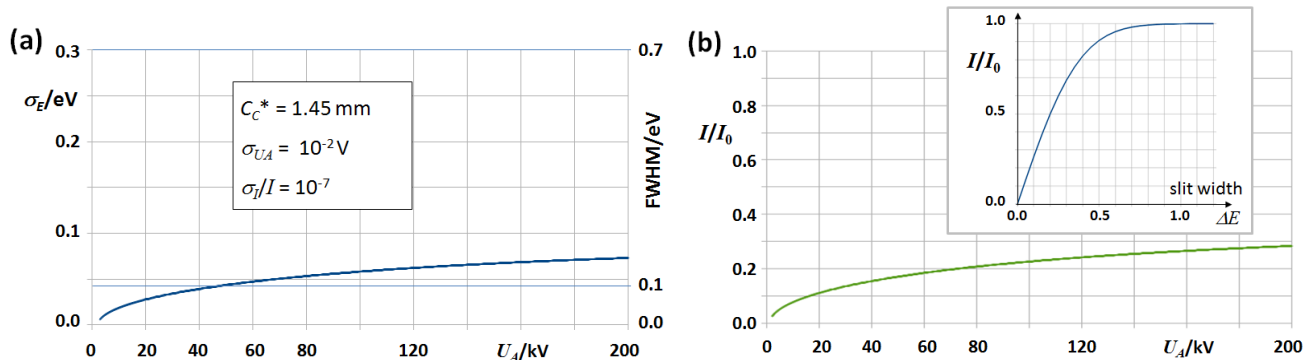 (a)
0.3
0.2
0.1
0.0
σE/eV
CC* = 1.45 mm
σUA = 10-2 V
σI/I = 10-7
0.7
0.1
0.0
FWHM/eV
0 20 40 60 80 120 UA/kV 200
(b)
1.0
0.8
0.6
0.4
0.2
0.0
I/I0
1.0
I/I0
0.5
0.0
slit width
0.0 0.5 1.0 ΔE
0 20 40 60 80 120 UA/kV 200